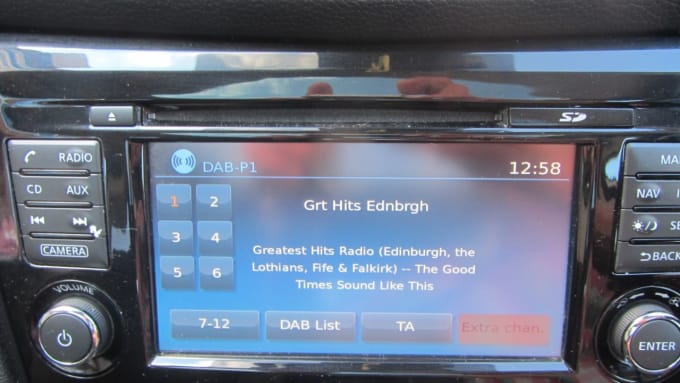 SD
RADIO
CD AUX
CAMERA
VOLUME
DAB-P1 12:58
1 2
3 4
5 6
Grt Hits Ednbrgh
Greatest Hits Radio (Edinburgh, the
Lothians, Fife & Falkirk) -- The Good
Times Sound Like This
7-12 DAB List TA Extra chan.
NAV
BACK
ENTER